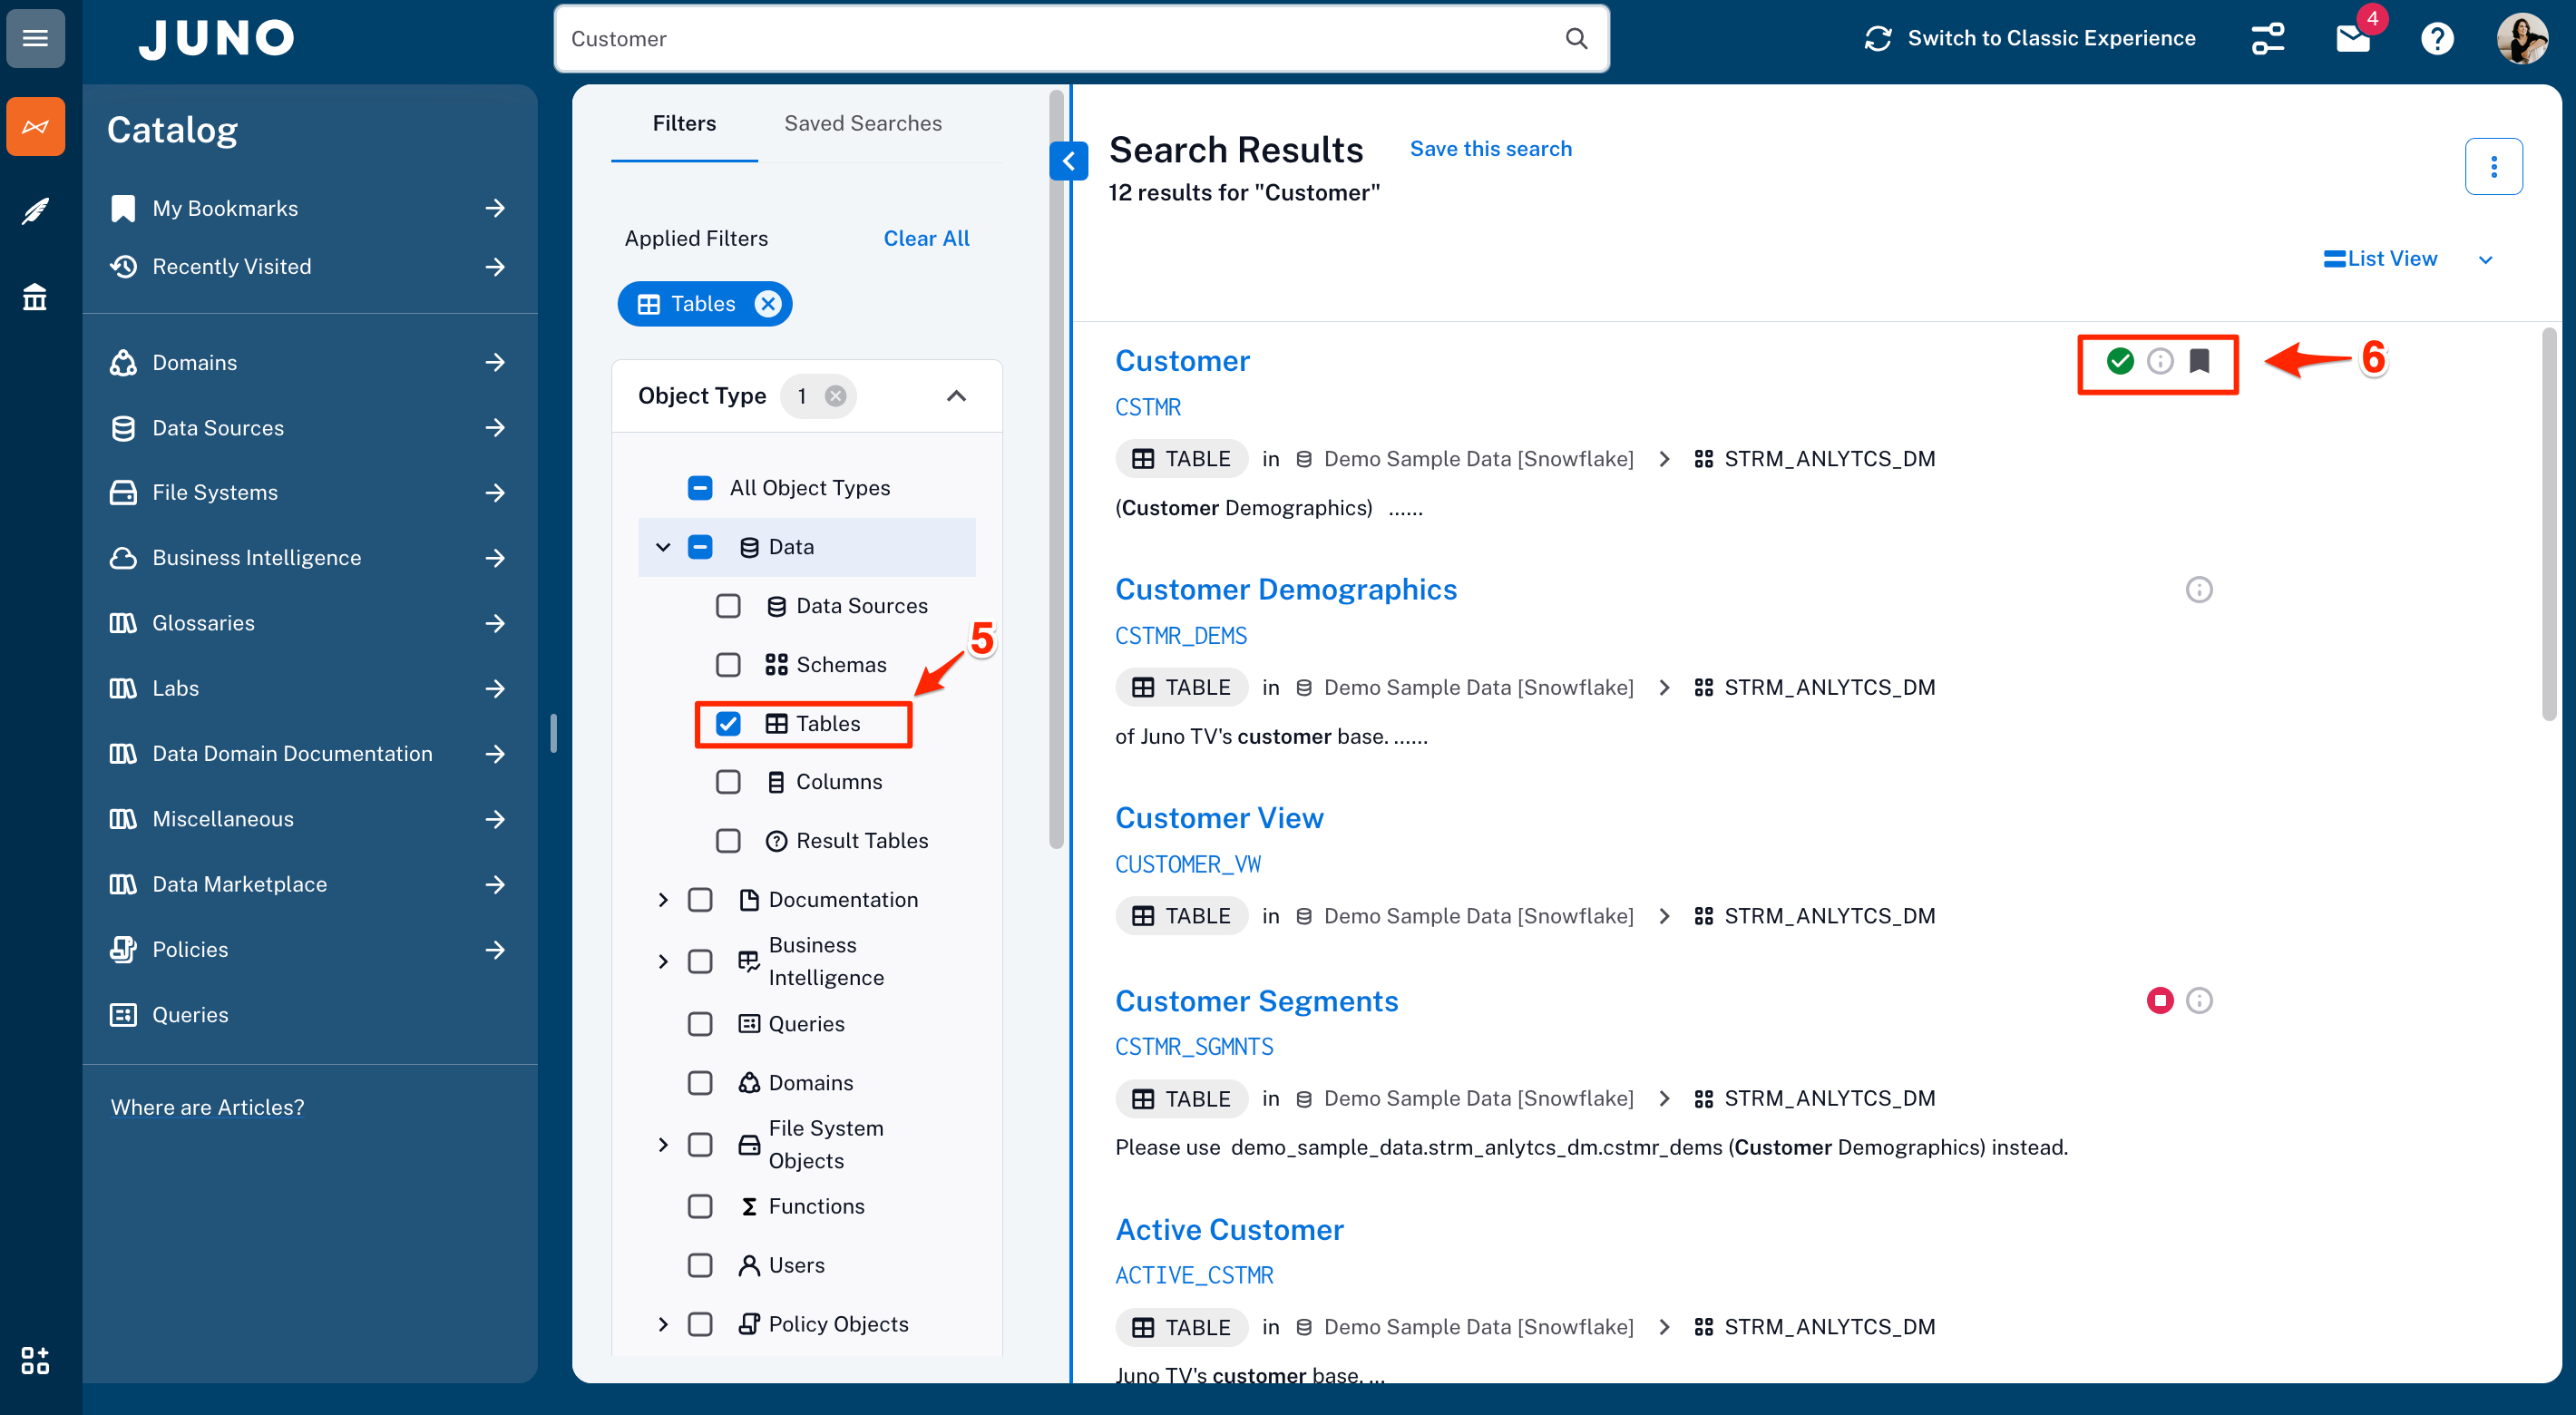 JUNO
Customer
Switch to Classic Experience
4
Catalog
My Bookmarks
Recently Visited
Domains
Data Sources
File Systems
Business Intelligence
Glossaries
Labs
Data Domain Documentation
Miscellaneous
Data Marketplace
Policies
Queries
Where are Articles?
Filters
Saved Searches
Applied Filters
Clear All
Tables
Object Type 1
All Object Types
Data
Data Sources
Schemas
5
Tables
Columns
Result Tables
Documentation
Business
Intelligence
Queries
Domains
File System
Objects
Functions
Users
Policy Objects
Search Results
Save this search
12 results for "Customer"
List View
Customer
6
CSTMR
TABLE in Demo Sample Data [Snowflake] > STRM_ANLYTCS_DM
(Customer Demographics) ......
Customer Demographics
CSTMR_DEMS
TABLE in Demo Sample Data [Snowflake] > STRM_ANLYTCS_DM
of Juno TV's customer base. ......
Customer View
CUSTOMER_VW
TABLE in Demo Sample Data [Snowflake] > STRM_ANLYTCS_DM
Customer Segments
CSTMR_SGMNTS
TABLE in Demo Sample Data [Snowflake] > STRM_ANLYTCS_DM
Please use demo_sample_data.strm_anlytcs_dm.cstmr_dems (Customer Demographics) instead.
Active Customer
ACTIVE_CSTMR
TABLE in Demo Sample Data [Snowflake] > STRM_ANLYTCS_DM
Juno TV's customer base. ...